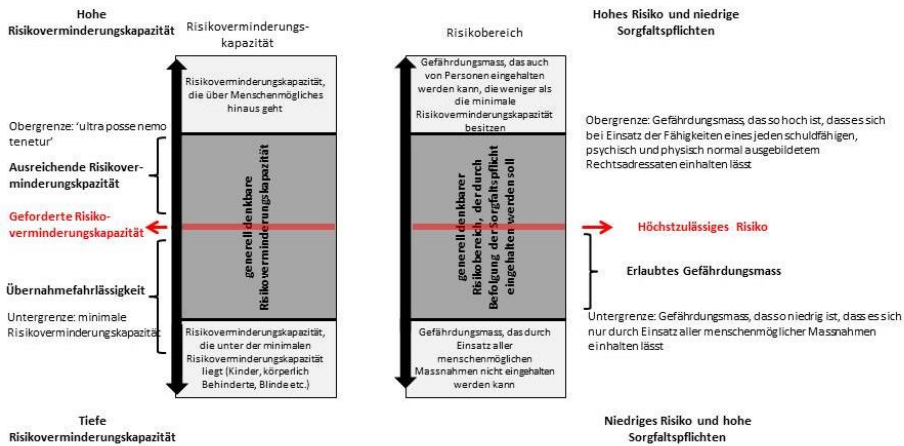 Hohe
Risikoverminderungskapazität
Risikoverminderungs-
kapazität
Risikobereich
Hohes Risiko und niedrige
Sorgfaltspflichten
Risikoverminderungskapazität,
die über Menschenmögliches
hinaus geht
Gefährdungsmass, das auch
von Personen eingehalten
werden kann, die weniger als
die minimale
Risikoverminderungskapazität
besitzen
Obergrenze: 'ultra posse nemo
tenetur'
Ausreichende Risikover-
minderungskpazität
Geforderte Risiko-
verminderungskapazität
Übernahmefahrlässigkeit
Untergrenze: minimale
Risikoverminderungskapazität
generell denkbare
Risikoverminderungskapazität
generell denkbarer
Risikobereich, der durch
Befolgung der Sorgfaltspflicht
eingehalten werden soll
Obergrenze: Gefährdungsmass, das so hoch ist, dass es sich
bei Einsatz der Fähigkeiten eines jeden schuldfähigen,
psychisch und physisch normal ausgebildetem
Rechtsadressaten einhalten lässt
Höchstzulässiges Risiko
Erlaubtes Gefährdungsmass
Untergrenze: Gefährdungsmass, das so niedrig ist, dass es sich
nur durch Einsatz aller menschenmöglicher Massnahmen
einhalten lässt
Risikoverminderungskapazität,
die unter der minimalen
Risikoverminderungskapazität
liegt (Kinder, körperlich
Behinderte, Blinde etc.)
Gefährdungsmass, das durch
Einsatz aller
menschenmöglichen
Massnahmen nicht eingehalten
werden kann
Tiefe
Risikoverminderungskapazität
Niedriges Risiko und hohe
Sorgfaltspflichten